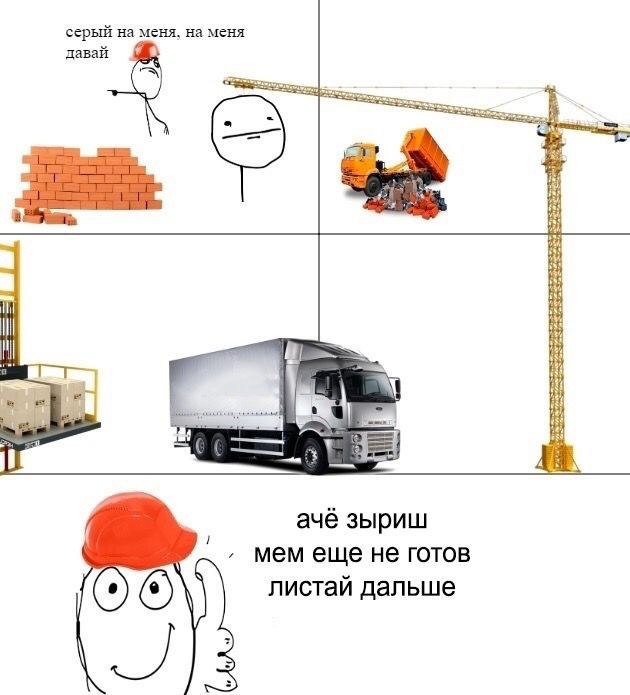 серый на меня, на меня
давай
ачё зыриш
мем еще не готов
листай дальше